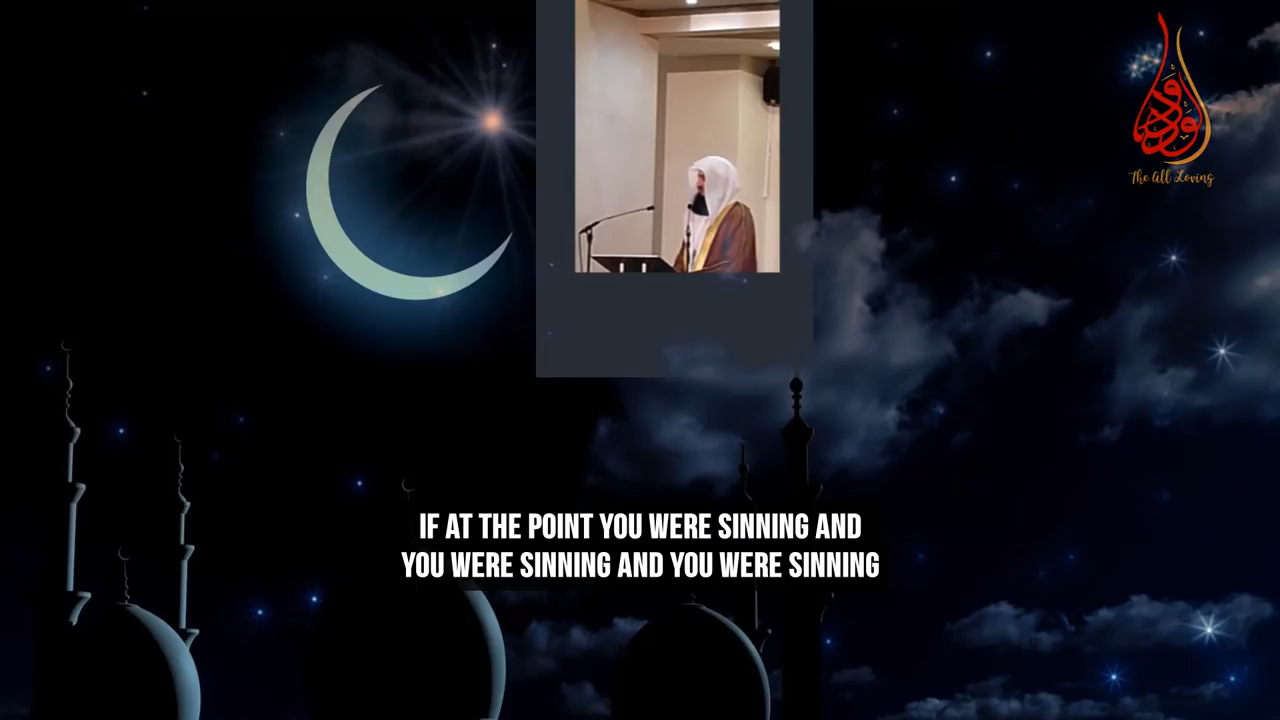 The All Loving
IF AT THE POINT YOU WERE SINNING AND
YOU WERE SINNING AND YOU WERE SINNING